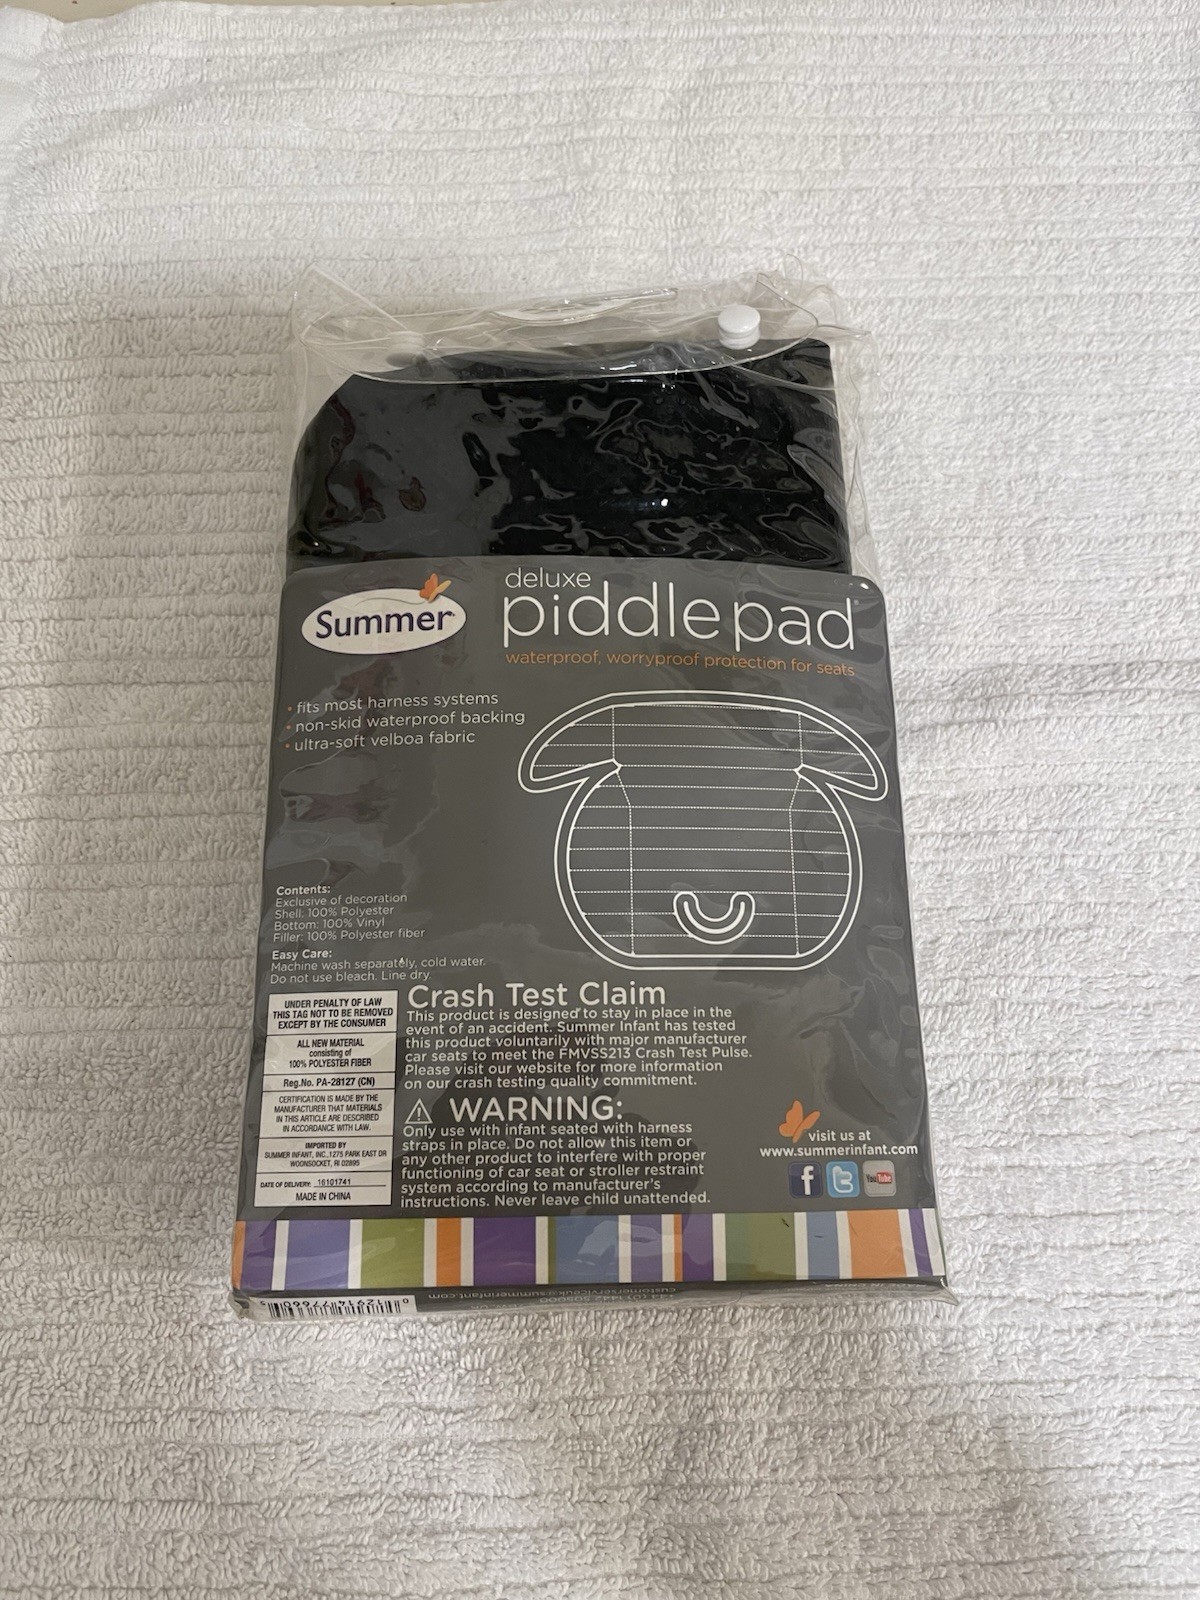 Summer
deluxe
piddle pad
waterproof, worryproof protection for seats
• fits most harness systems
• non-skid waterproof backing
• ultra-soft velboa fabric
Contents:
Exclusive of decoration
Shell: 100% Polyester
Bottom: 100% Vinyl
Filler: 100% Polyester fiber
Easy Care:
Machine wash separately, cold water.
Do not use bleach. Line dry.
UNDER PENALTY OF LAW
THIS TAG NOT TO BE REMOVED
EXCEPT BY THE CONSUMER
ALL NEW MATERIAL
consisting of
100% POLYESTER FIBER
Reg.No. PA-28127 (CN)
CERTIFICATION IS MADE BY THE
MANUFACTURER THAT MATERIALS
IN THIS ARTICLE ARE DESCRIBED
IN ACCORDANCE WITH LAW.
IMPORTED BY
SUMMER INFANT, INC.,1275 PARK EAST DR
WOONSOCKET, RI 02895
DATE OF DELIVERY: 16101741
MADE IN CHINA
Crash Test Claim
This product is designed to stay in place in the
event of an accident. Summer Infant has tested
this product voluntarily with major manufacturer
car seats to meet the FMVSS213 Crash Test Pulse.
Please visit our website for more information
on our crash testing quality commitment.
WARNING:
Only use with infant seated with harness
straps in place. Do not allow this item or
any other product to interfere with proper
functioning of car seat or stroller restraint
system according to manufacturer's
instructions. Never leave child unattended.
visit us at
www.summerinfant.com
f
t
YouTube
customerserviceuk@summerinfant.com